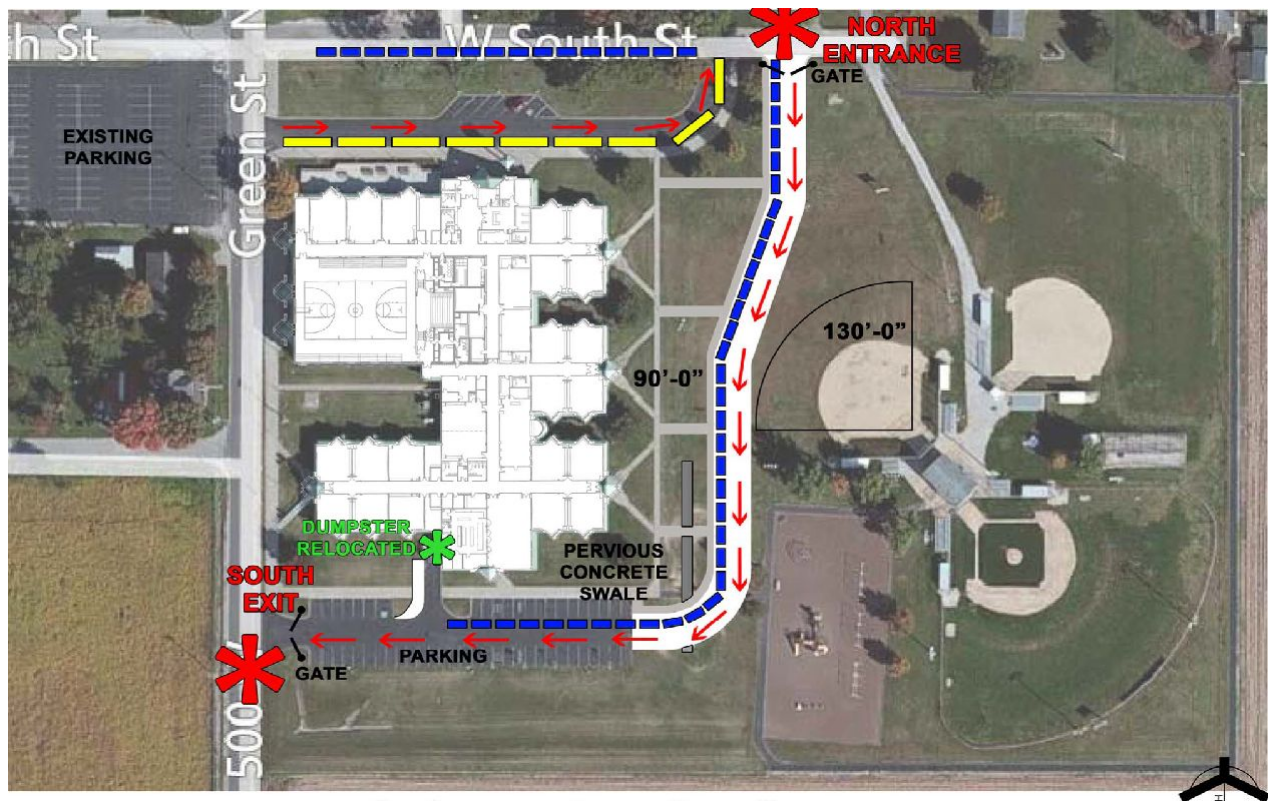 th St
N
W South St
NORTH
ENTRANCE
GATE
EXISTING
PARKING
Green St
130'-0"
90'-0"
DUMPSTER
RELOCATED
PERVIOUS
CONCRETE
SWALE
SOUTH
EXIT
PARKING
GATE
500
H